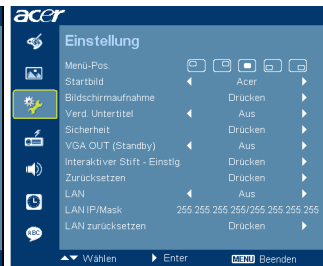 acer
Einstellung
Menü-Pos.
Startbild Acer
Bildschirmaufnahme Drücken
Verd. Untertitel Aus
Sicherheit Drücken
VGA OUT (Standby) Aus
Interaktiver Stift - Einstlg. Drücken
Zurücksetzen Drücken
LAN Aus
LAN IP/Mask 255.255.255.255/255.255.255.255
LAN zurücksetzen Drücken
ABC
Wählen Enter MENU Beenden